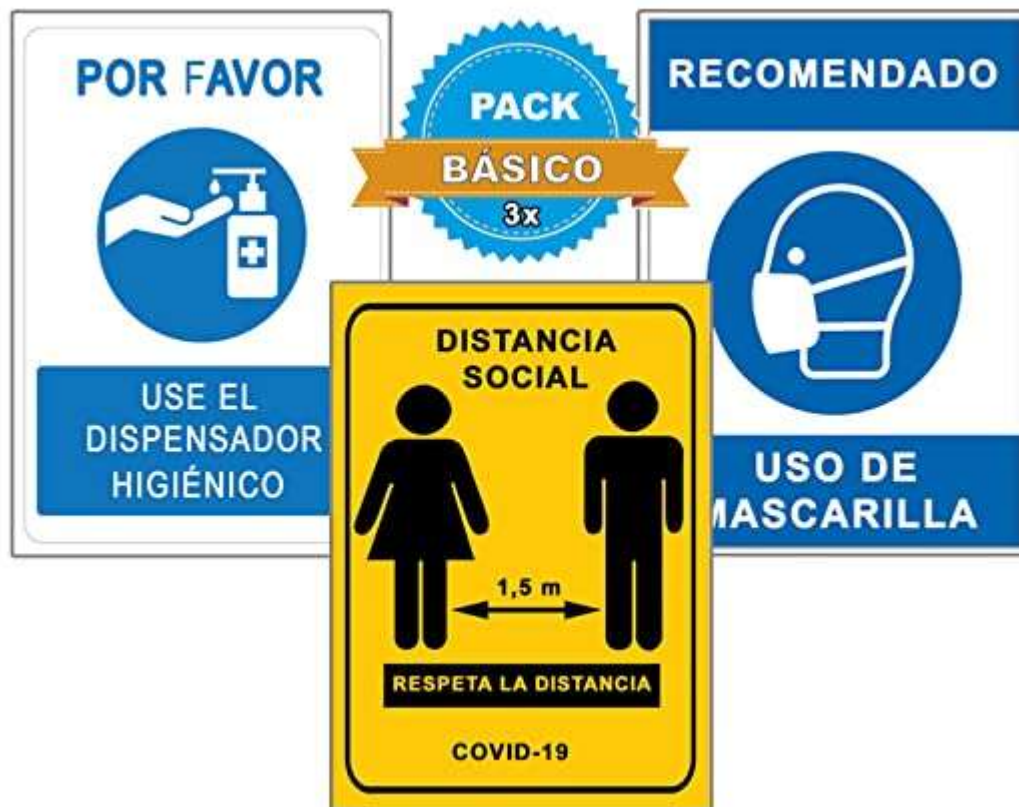 POR FAVOR
USE EL
DISPENSADOR
HIGIÉNICO
PACK
BÁSICO
3x
RECOMENDADO
USO DE
MASCARILLA
DISTANCIA
SOCIAL
1,5 m
RESPETA LA DISTANCIA
COVID-19